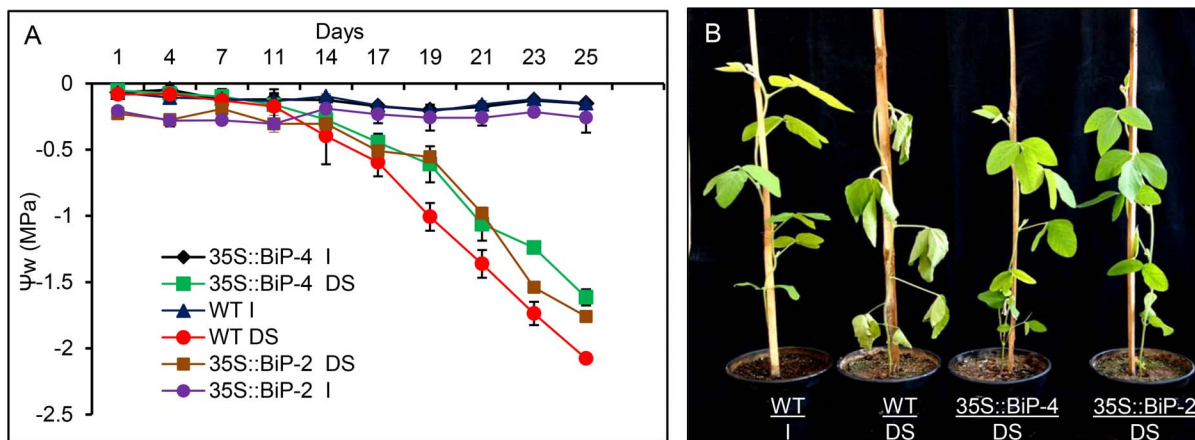 A
Days
1 4 7 11 14 17 19 21 23 25
0
-0.5
-1
-1.5
-2
-2.5
Ψw (MPa)
35S::BiP-4 I
35S::BiP-4 DS
WT I
WT DS
35S::BiP-2 DS
35S::BiP-2 I
B
WT WT 35S::BiP-4 35S::BiP-2
I DS DS DS